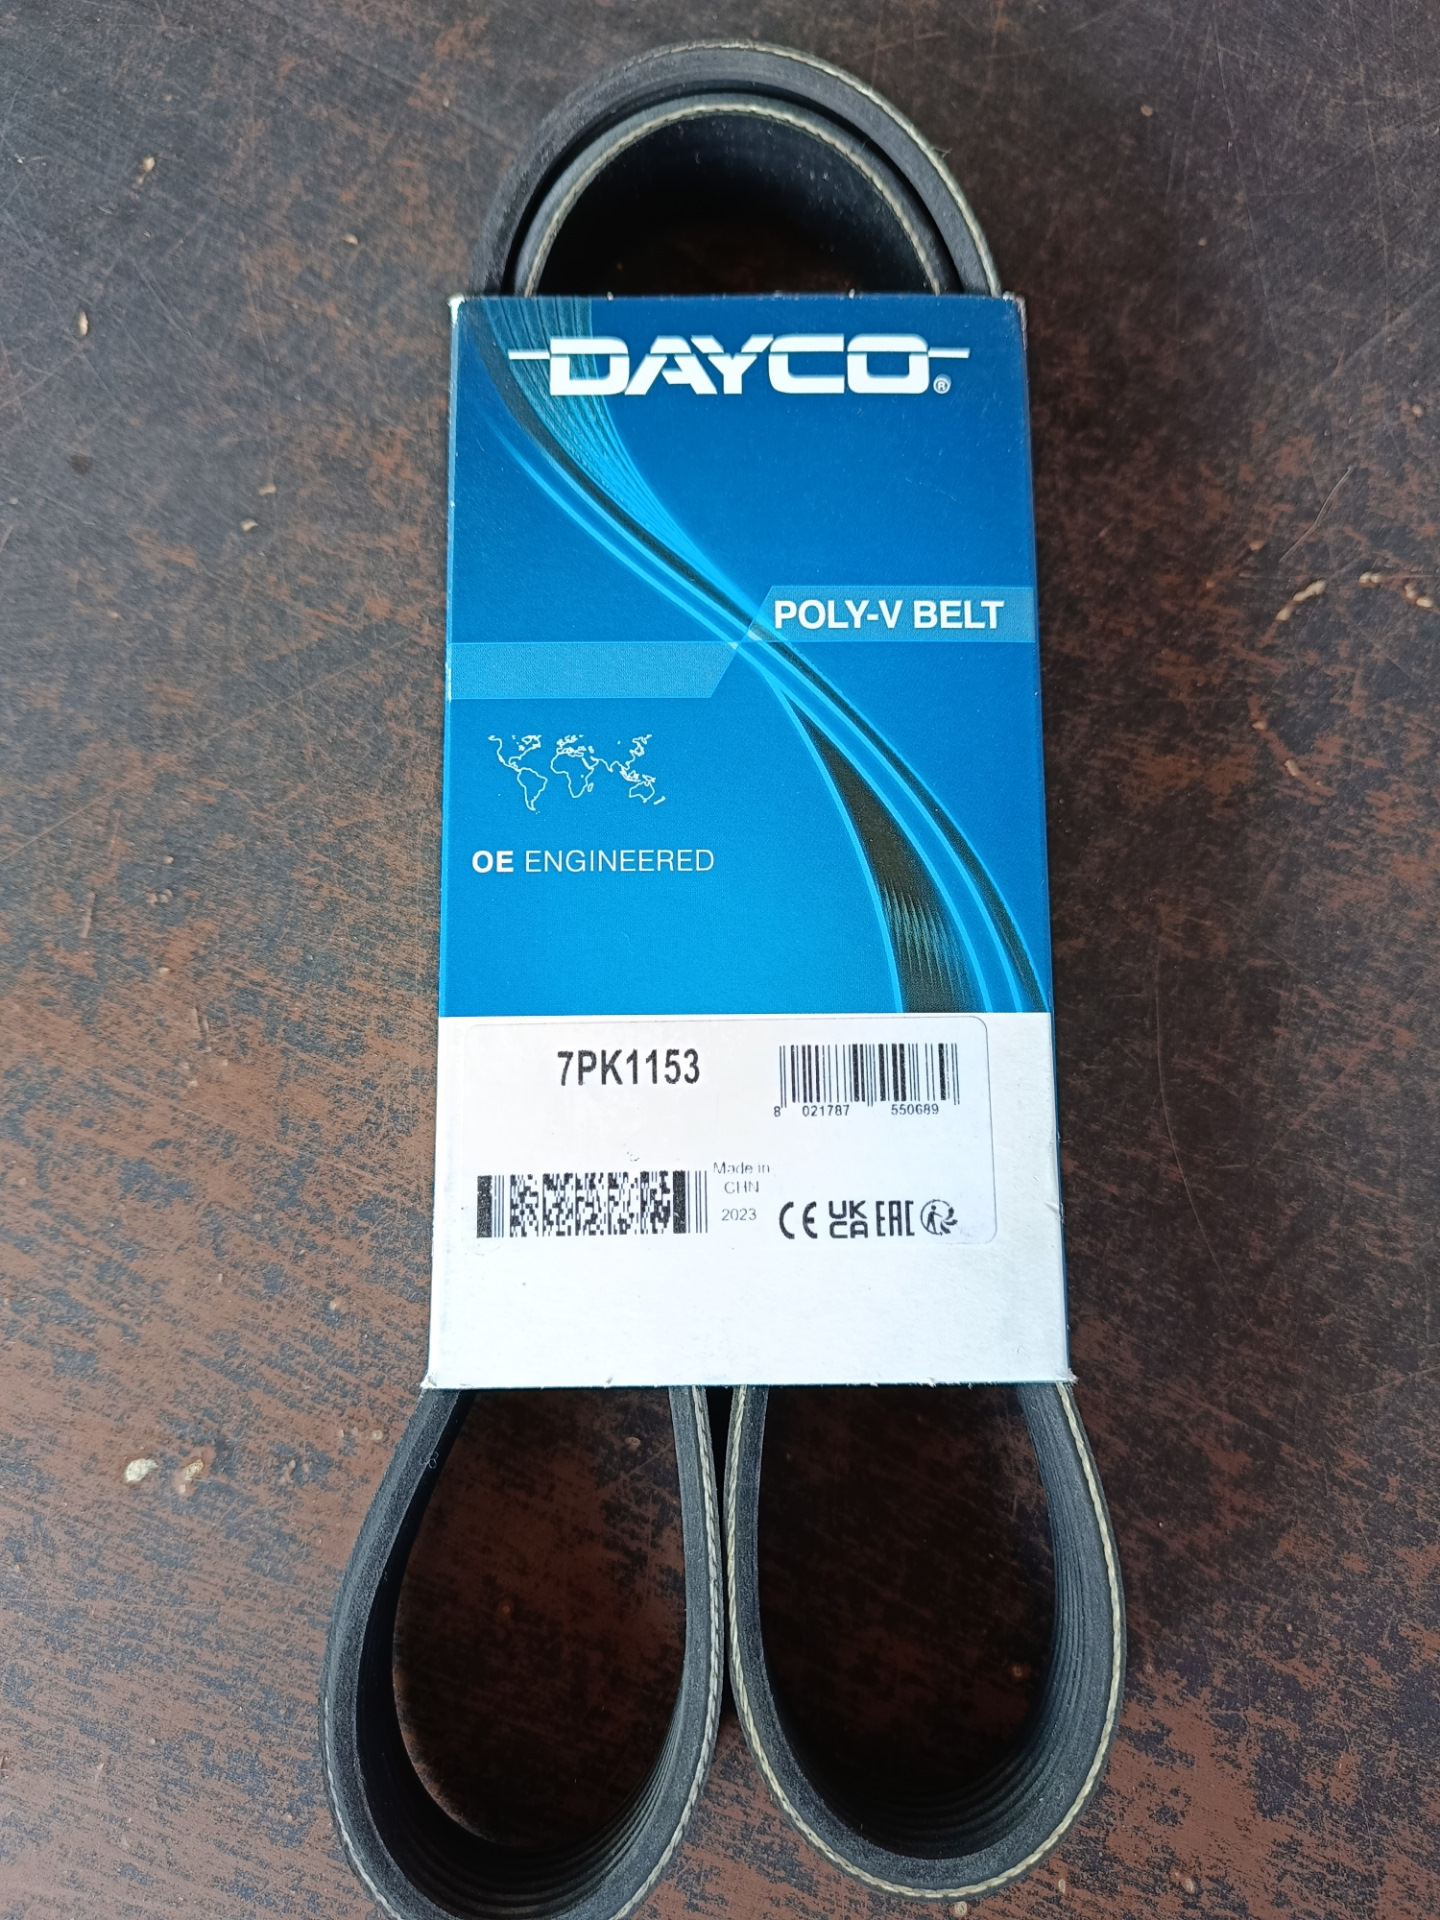 DAYCO®
POLY-V BELT
OE ENGINEERED
7PK1153
8 021787 550689
Made in
CHN
2023
CE UK CA EAC